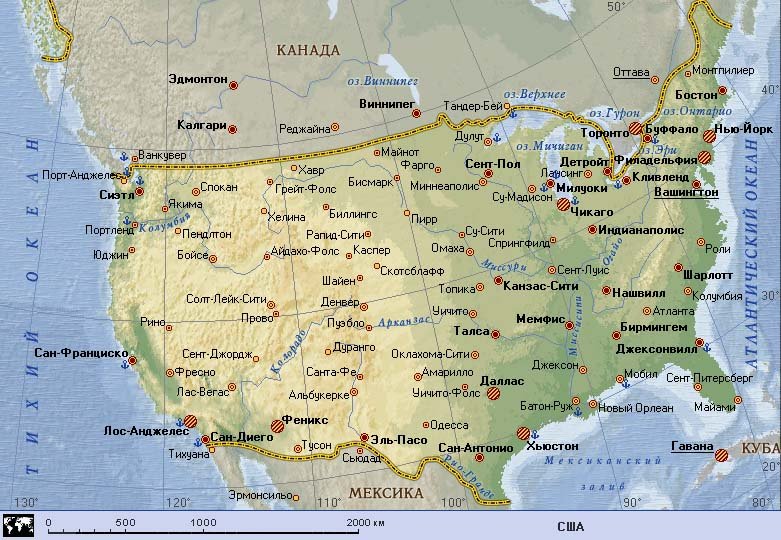 50°
50°
КАНАДА
Эдмонтон
оз.Виннипег
Оттава
Монтпилиер
оз.Верхнее
Бостон
Виннипег
Тандер-Бей
40°
Калгари
Реджайна
оз.Гурон
оз.Онтарио
Торонто
Буффало
Нью-Йорк
Дулут
оз.Мичиган
оз.Эри
Ванкувер
Майнот
Детройт
Филадельфия
Порт-Анджелес
Хавр
Фарго
Сент-Пол
Лансинг
Кливленд
Сиэтл
Спокан
Грейт-Фолс
Бисмарк
Миннеаполис
Милуоки
Вашингтон
Якима
Су-Мадисон
Чикаго
Хелина
Биллингс
Пирр
Портленд
Колумбия
Пендлтон
Рапид-Сити
Су-Сити
Индианаполис
Спрингфилд
Роли
Юджин
Бойсе
Айдахо-Фолс
Каспер
Омаха
Огайо
Скотсблафф
Миссури
Сент-Луис
Шарлотт
Шайен
Топика
Канзас-Сити
Нашвилл
Колумбия
30°
Солт-Лейк-Сити
Денвер
Прово
Уичито
Атланта
Рино
Пуэбло
Арканзас
Талса
Мемфис
Бирмингем
Миссисипи
Сан-Франциско
Сент-Джордж
Колорадо
Дуранго
Оклахома-Сити
Джексонвилл
Джексон
Фресно
Санта-Фе
Амарилло
Мобил
Сент-Питерсберг
Лас-Вегас
Альбукерке
Уичито-Фолс
Даллас
Батон-Руж
Новый Орлеан
Майами
Лос-Анджелес
Феникс
Одесса
Сан-Диего
Эль-Пасо
Хьюстон
Тихуана
Тусон
Сьюдад
Сан-Антонио
Гавана
КУБА
Рио-Гранде
Мексиканский
залив
20°
Эрмонсильо
МЕКСИКА
130°
120°
110°
100°
90°
80°
ТИХИЙ ОКЕАН
АТЛАНТИЧЕСКИЙ ОКЕАН
0 500 1000 2000 км
США